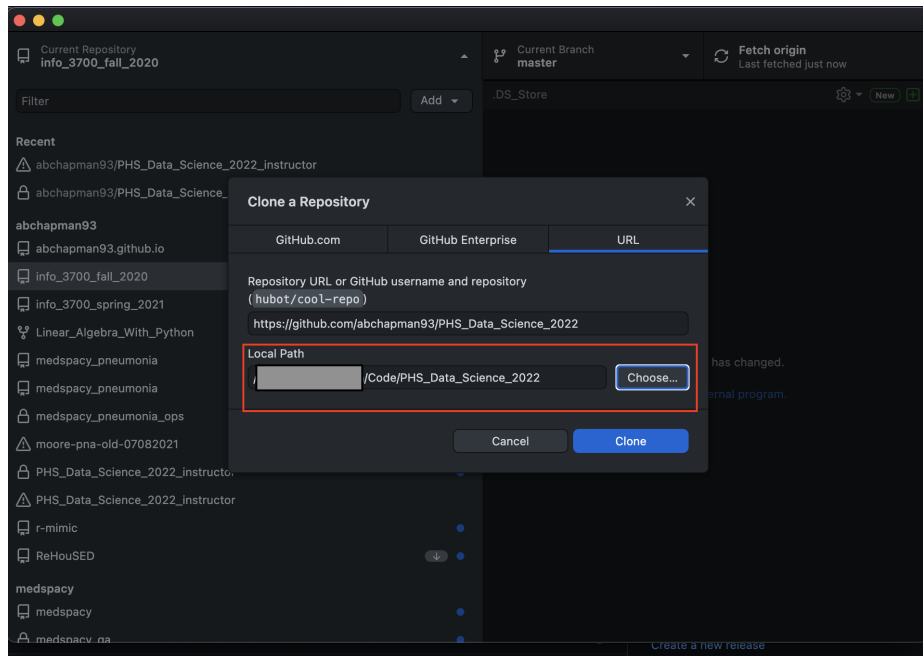 Current Repository
info_3700_fall_2020
Current Branch
master
Fetch origin
Last fetched just now
Filter
Add
.DS_Store
New
Recent
abchapman93/PHS_Data_Science_2022_instructor
abchapman93/PHS_Data_Science_
abchapman93
abchapman93.github.io
info_3700_fall_2020
info_3700_spring_2021
Linear_Algebra_With_Python
medspacy_pneumonia
medspacy_pneumonia
medspacy_pneumonia_ops
moore-pna-old-07082021
PHS_Data_Science_2022_instructor
PHS_Data_Science_2022_instructor
r-mimic
ReHouSED
medspacy
medspacy
medspacy_qa
Clone a Repository
GitHub.com
GitHub Enterprise
URL
Repository URL or GitHub username and repository
(hubot/cool-repo)
https://github.com/abchapman93/PHS_Data_Science_2022
Local Path
/ /Code/PHS_Data_Science_2022
Choose...
Cancel
Clone
has changed.
ernal program.
Create a new release